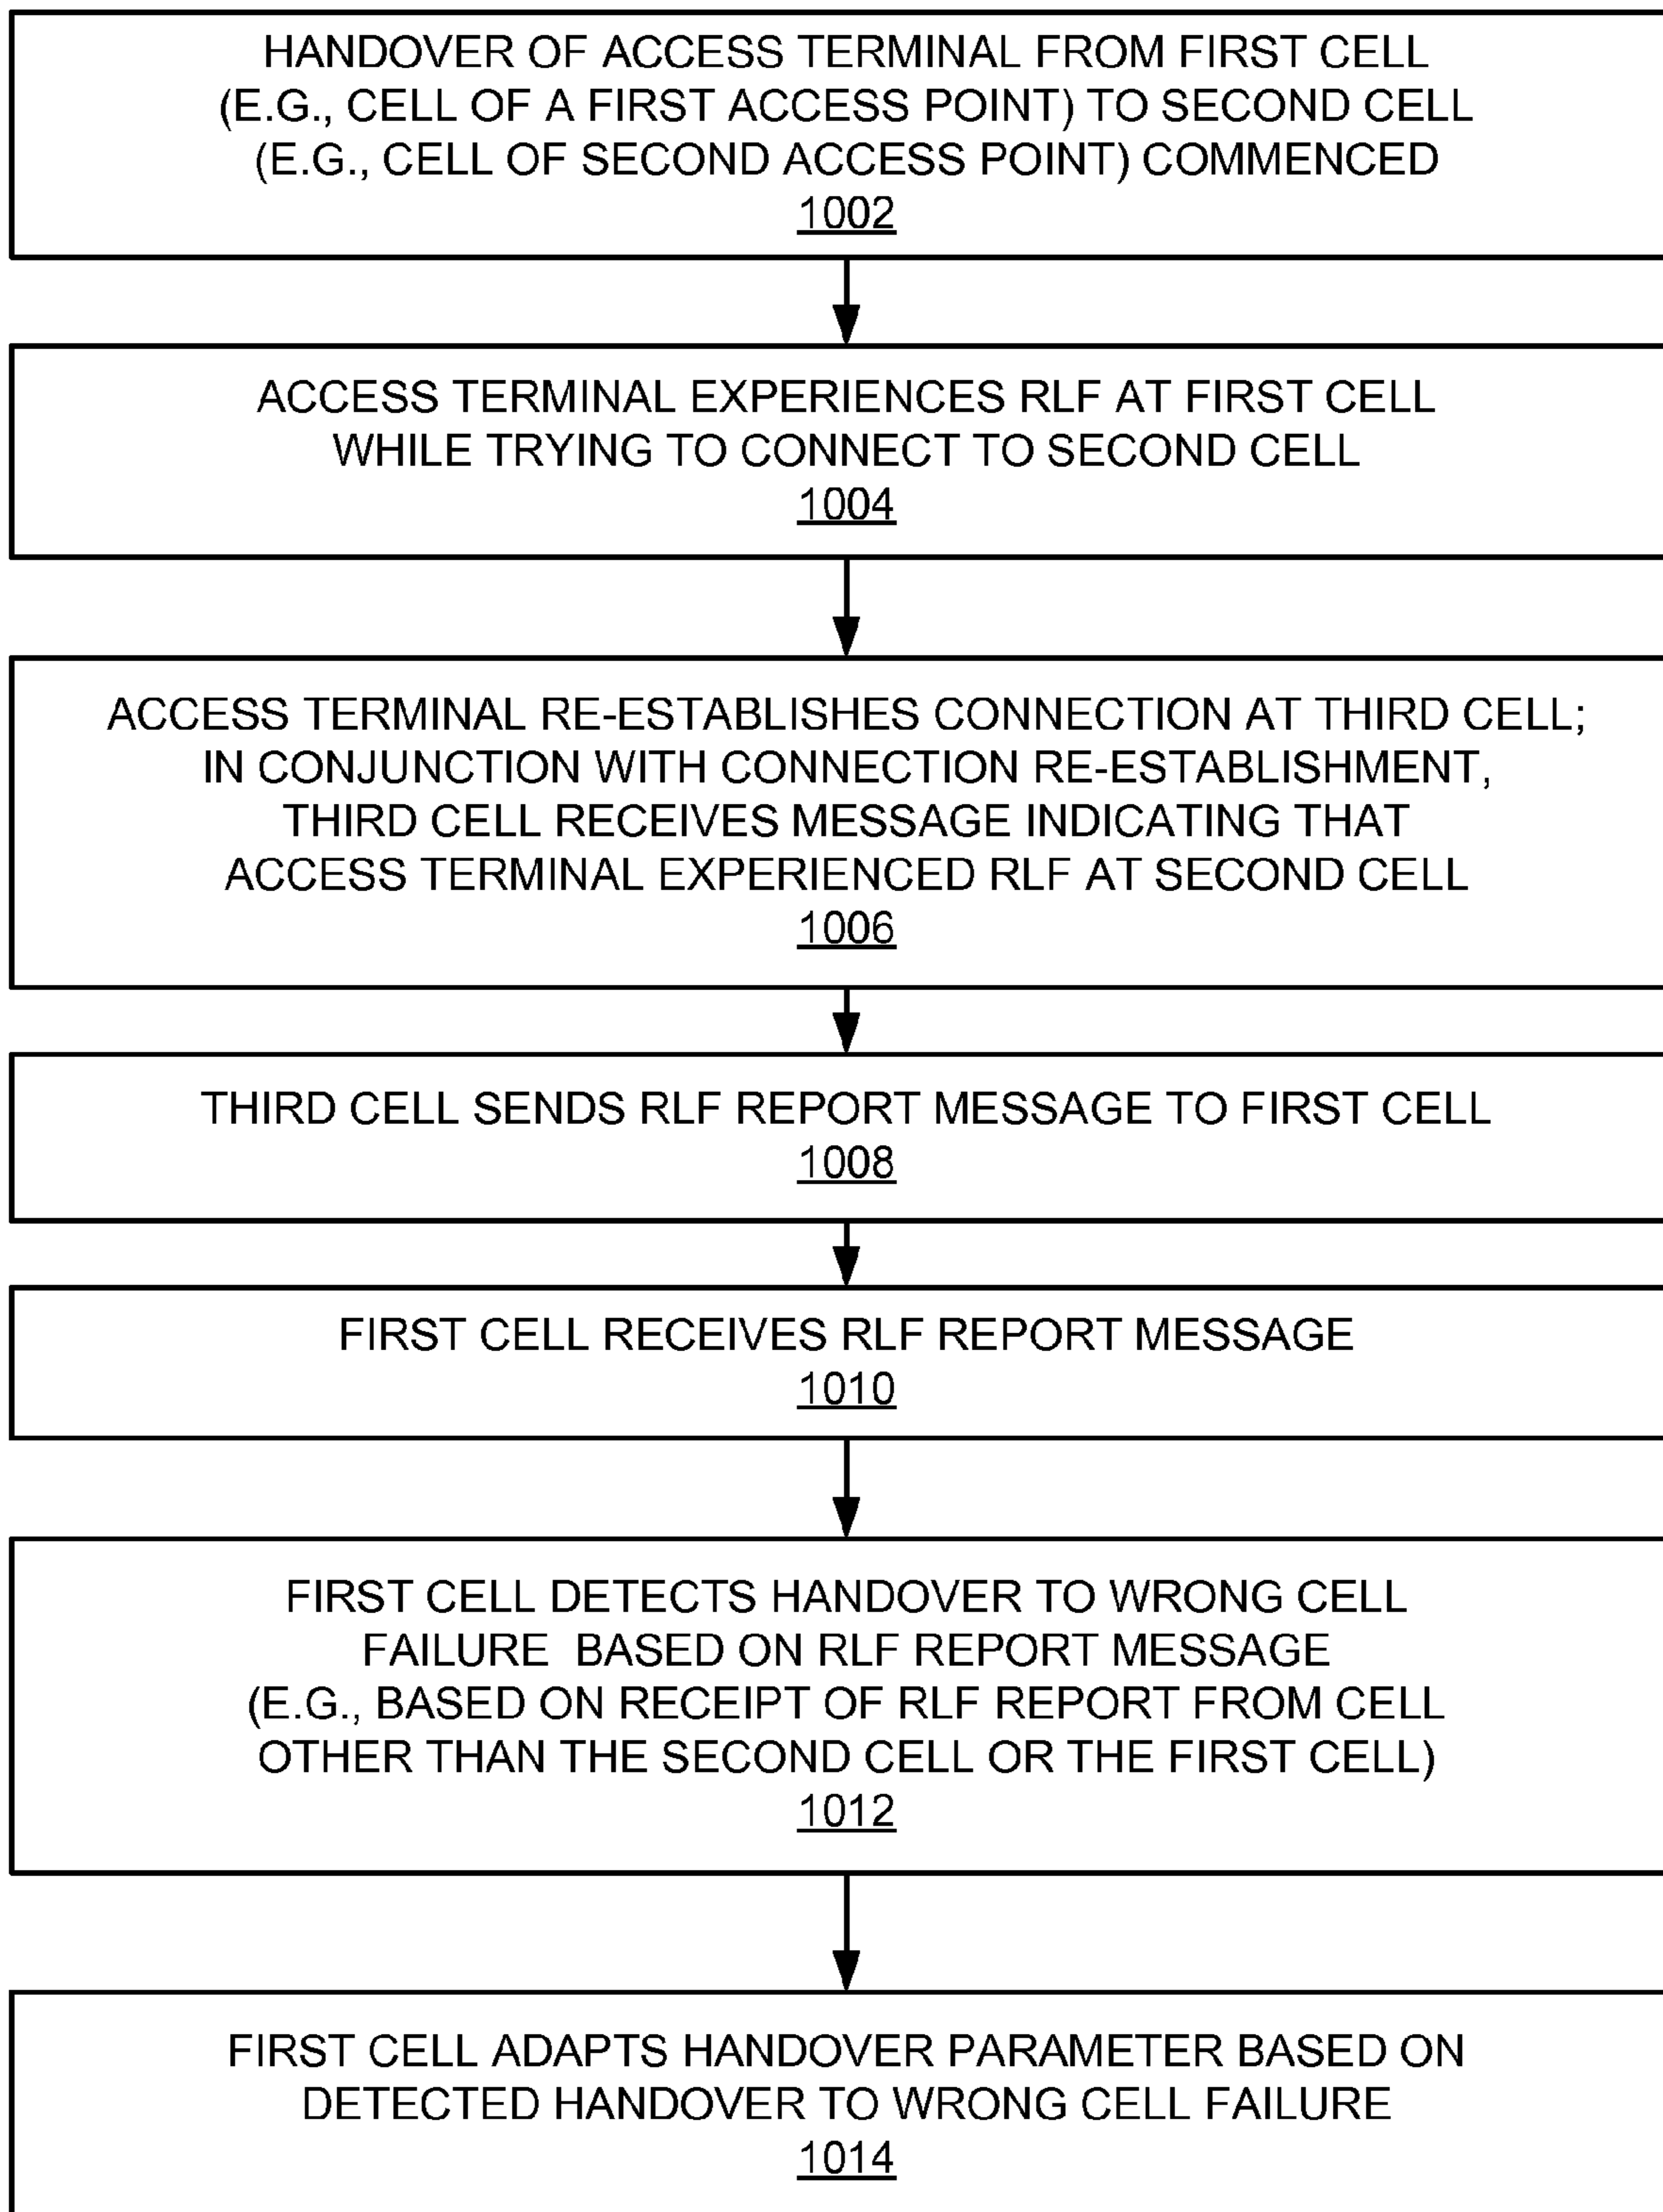 HANDOVER OF ACCESS TERMINAL FROM FIRST CELL
(E.G., CELL OF A FIRST ACCESS POINT) TO SECOND CELL
(E.G., CELL OF SECOND ACCESS POINT) COMMENCED
1002
ACCESS TERMINAL EXPERIENCES RLF AT FIRST CELL
WHILE TRYING TO CONNECT TO SECOND CELL
1004
ACCESS TERMINAL RE-ESTABLISHES CONNECTION AT THIRD CELL;
IN CONJUNCTION WITH CONNECTION RE-ESTABLISHMENT,
THIRD CELL RECEIVES MESSAGE INDICATING THAT
ACCESS TERMINAL EXPERIENCED RLF AT SECOND CELL
1006
THIRD CELL SENDS RLF REPORT MESSAGE TO FIRST CELL
1008
FIRST CELL RECEIVES RLF REPORT MESSAGE
1010
FIRST CELL DETECTS HANDOVER TO WRONG CELL
FAILURE BASED ON RLF REPORT MESSAGE
(E.G., BASED ON RECEIPT OF RLF REPORT FROM CELL
OTHER THAN THE SECOND CELL OR THE FIRST CELL)
1012
FIRST CELL ADAPTS HANDOVER PARAMETER BASED ON
DETECTED HANDOVER TO WRONG CELL FAILURE
1014